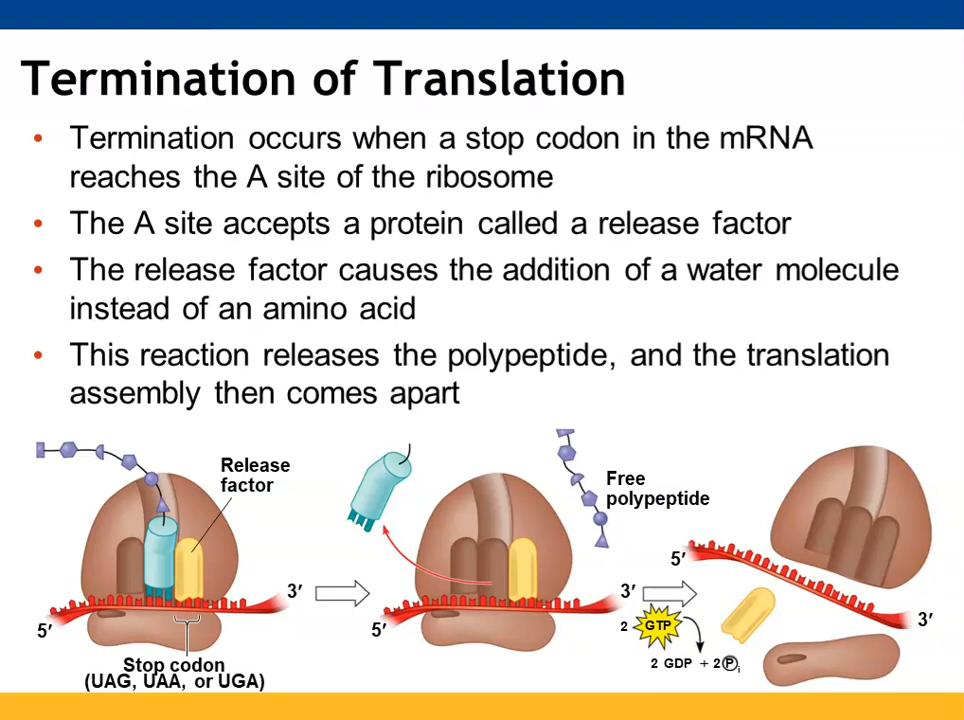 Termination of Translation
• Termination occurs when a stop codon in the mRNA
reaches the A site of the ribosome
• The A site accepts a protein called a release factor
• The release factor causes the addition of a water molecule
instead of an amino acid
• This reaction releases the polypeptide, and the translation
assembly then comes apart
Release
factor
3′
5′
Stop codon
(UAG, UAA, or UGA)
Free
polypeptide
3′
5′
2 GTP
2 GDP + 2 Pi
5′
3′